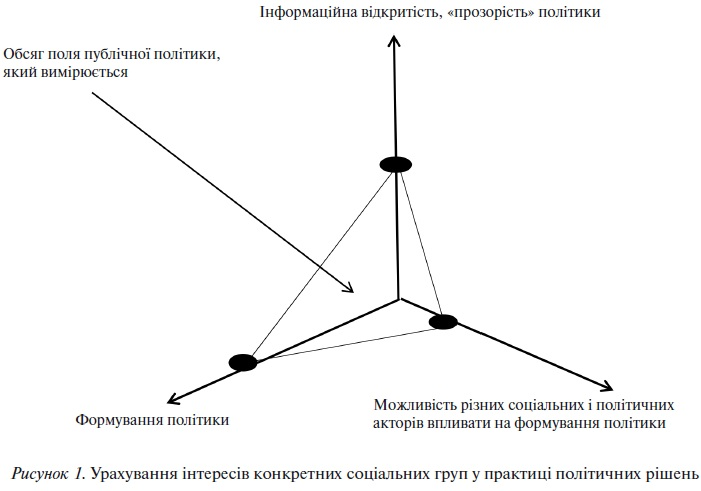 Інформаційна відкритість, «прозорість» політики
Обсяг поля публічної політики,
який вимірюється
Формування політики
Можливість різних соціальних і політичних
акторів впливати на формування політики
Рисунок 1. Урахування інтересів конкретних соціальних груп у практиці політичних рішень